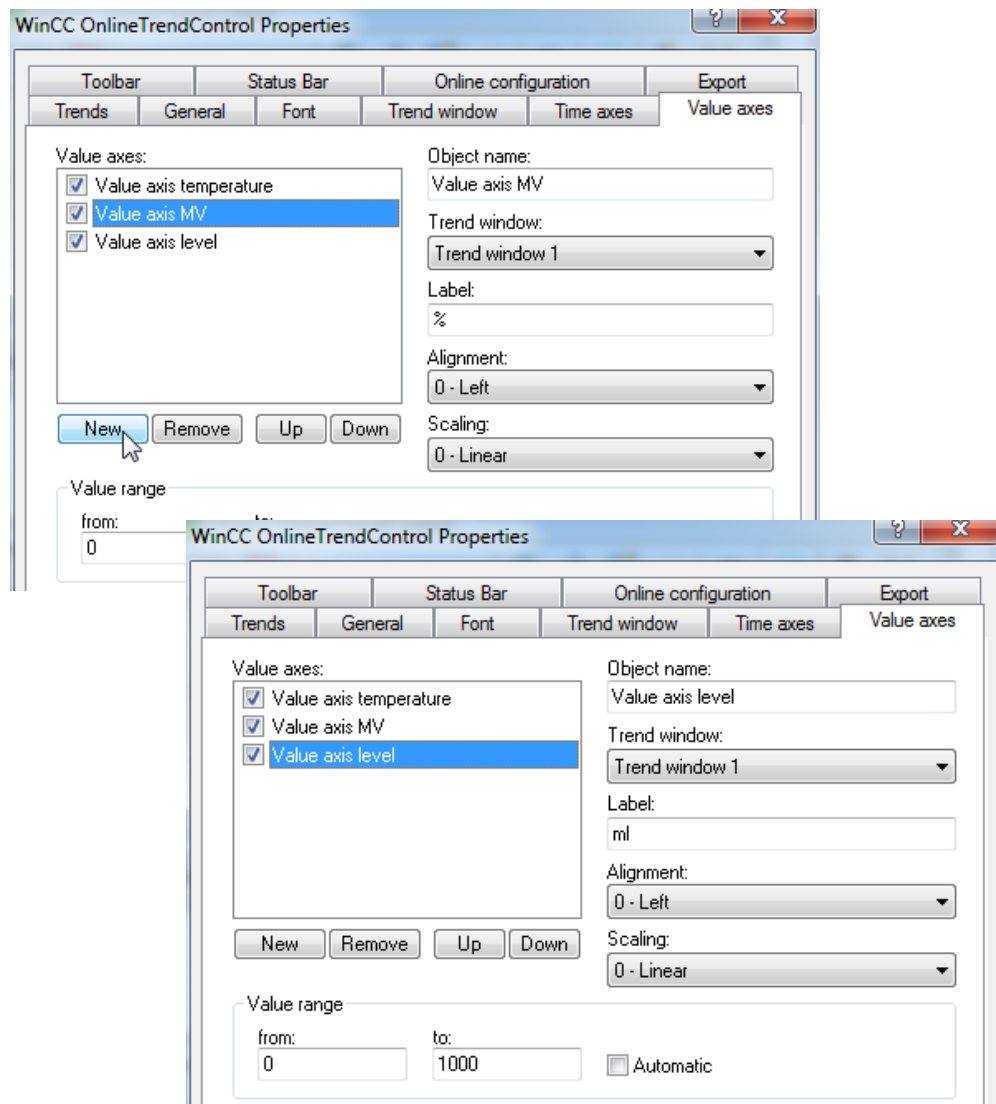 WinCC OnlineTrendControl Properties
Toolbar Status Bar Online configuration Export
Trends General Font Trend window Time axes Value axes
Value axes:
Value axis temperature
Value axis MV
Value axis level
New Remove Up Down
Object name:
Value axis MV
Trend window:
Trend window 1
Label:
%
Alignment:
0 - Left
Scaling:
0 - Linear
Value range
from:
0
WinCC OnlineTrendControl Properties
Toolbar Status Bar Online configuration Export
Trends General Font Trend window Time axes Value axes
Value axes:
Value axis temperature
Value axis MV
Value axis level
New Remove Up Down
Object name:
Value axis level
Trend window:
Trend window 1
Label:
ml
Alignment:
0 - Left
Scaling:
0 - Linear
Value range
from: to:
0 1000 Automatic